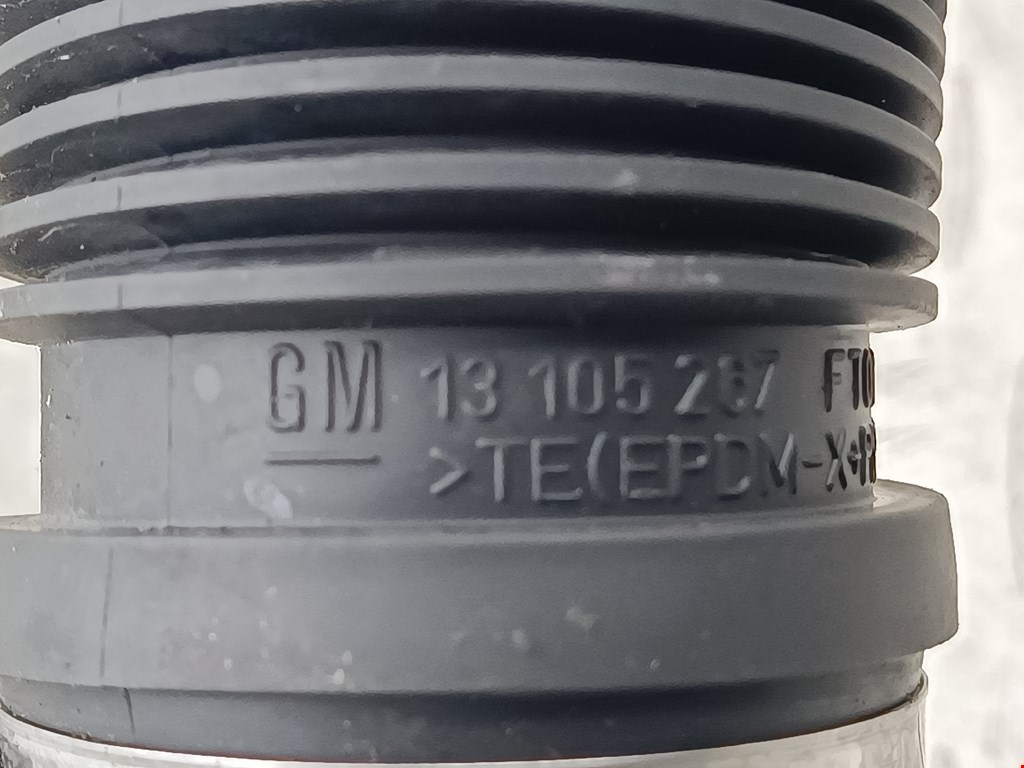 GM 13 105 267
>TE(EPDM-X+